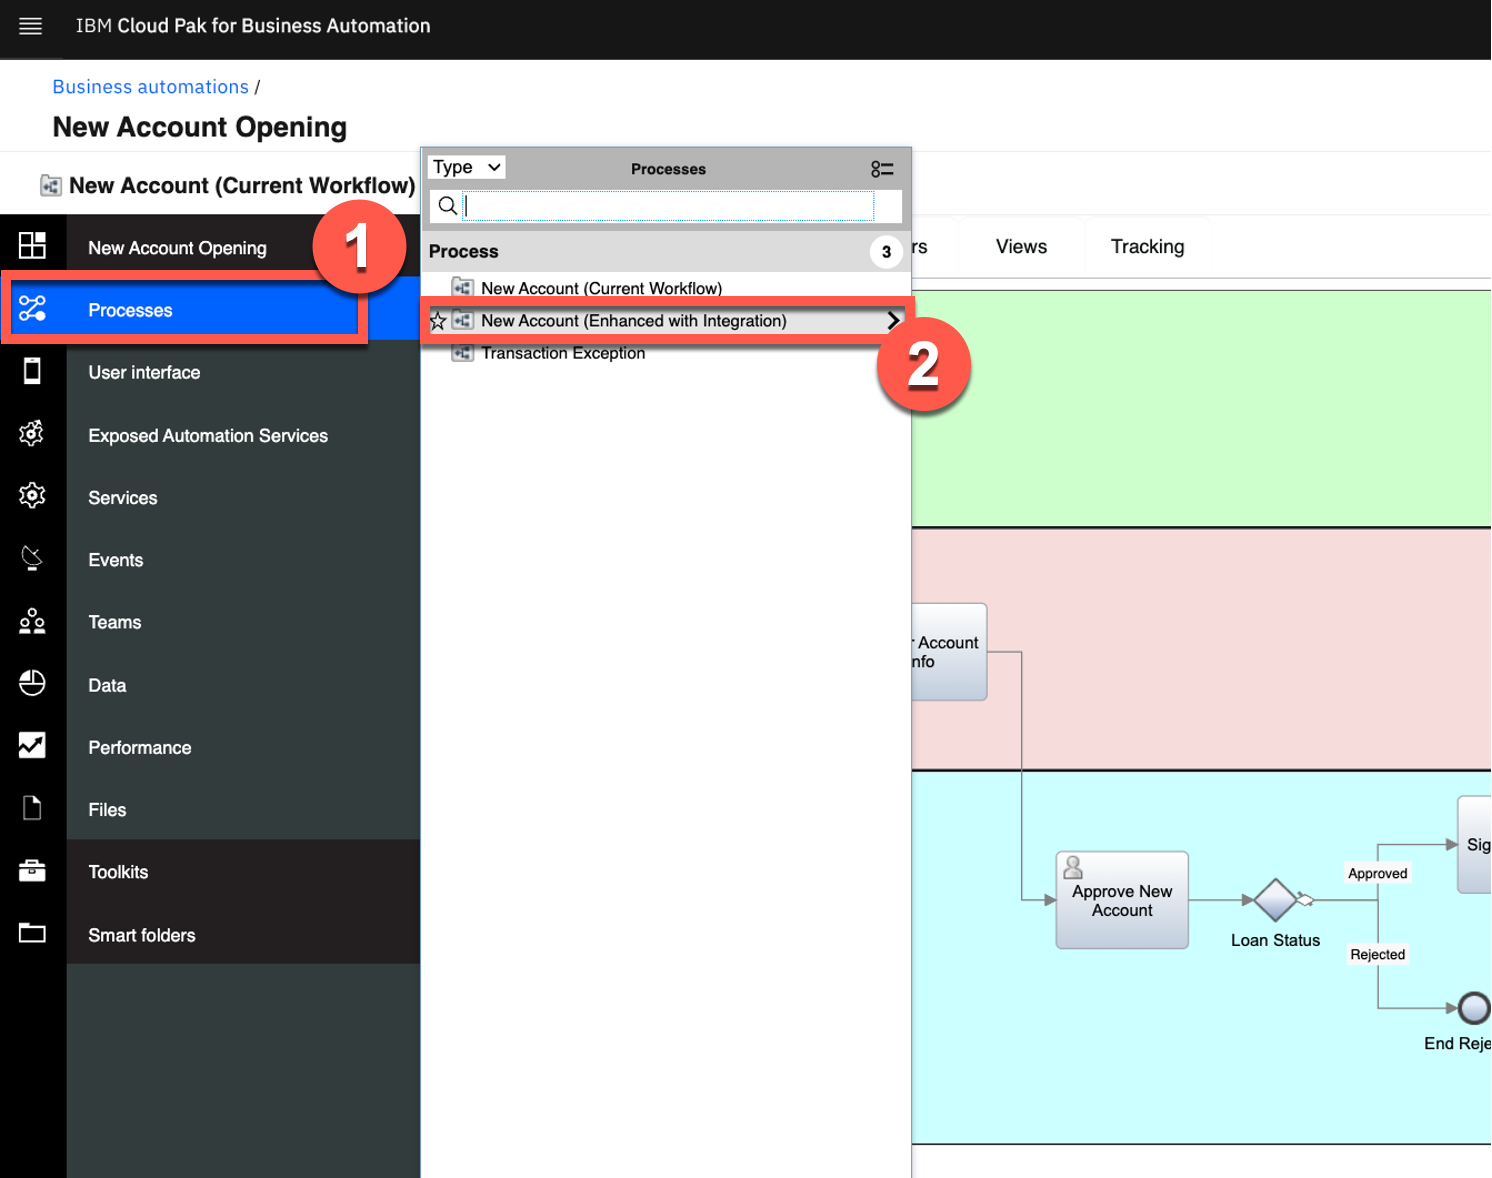 IBM Cloud Pak for Business Automation
Business automations /
New Account Opening
New Account (Current Workflow)
Type
Processes
Process
3
New Account (Current Workflow)
New Account (Enhanced with Integration)
Transaction Exception
1
2
New Account Opening
Processes
User interface
Exposed Automation Services
Services
Events
Teams
Data
Performance
Files
Toolkits
Smart folders
rs
Views
Tracking
r Account
nfo
Approve New
Account
Loan Status
Approved
Rejected
Sig
End Reje